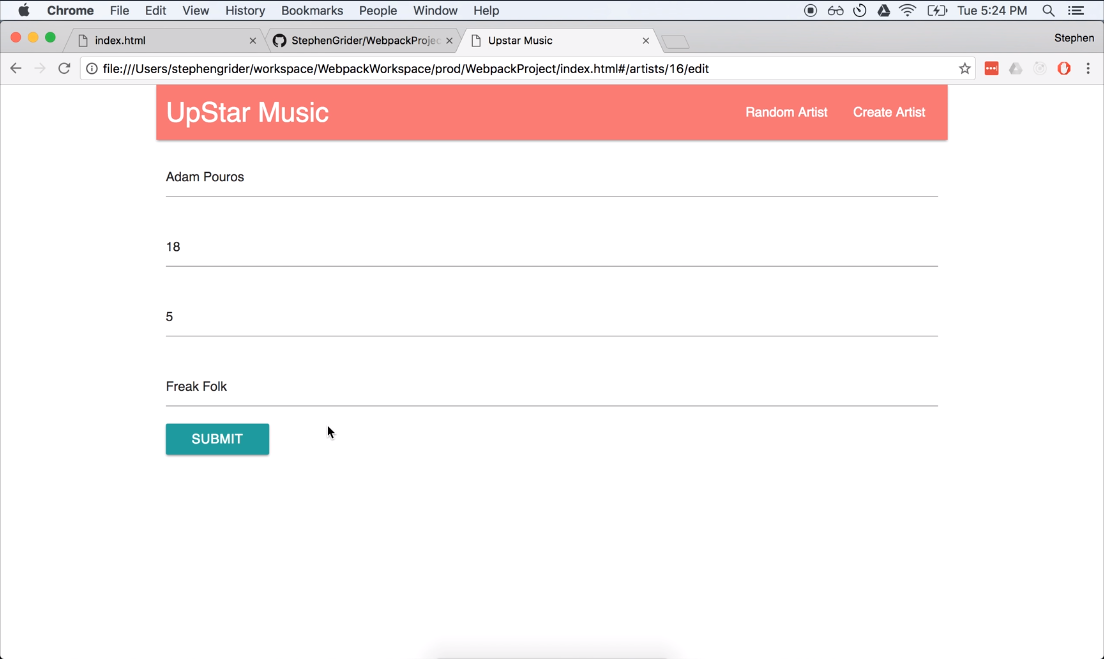 Chrome File Edit View History Bookmarks People Window Help Tue 5:24 PM
index.html StephenGrider/WebpackProjec Upstar Music Stephen
file:///Users/stephengrider/workspace/WebpackWorkspace/prod/WebpackProject/index.html#/artists/16/edit
UpStar Music Random Artist Create Artist
Adam Pouros
18
5
Freak Folk
SUBMIT